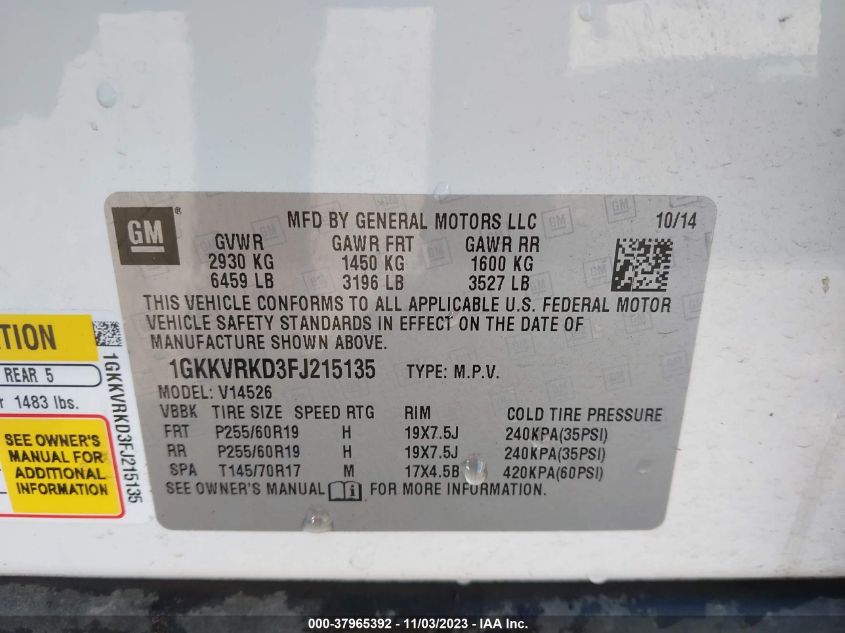 GM ® MFD BY GENERAL MOTORS LLC 10/14
GVWR GAWR FRT GAWR RR
2930 KG 1450 KG 1600 KG
6459 LB 3196 LB 3527 LB
THIS VEHICLE CONFORMS TO ALL APPLICABLE U.S. FEDERAL MOTOR
VEHICLE SAFETY STANDARDS IN EFFECT ON THE DATE OF
MANUFACTURE SHOWN ABOVE.
1GKKVRKD3FJ215135 TYPE: M.P.V.
MODEL: V14526
VBBK TIRE SIZE SPEED RTG RIM COLD TIRE PRESSURE
FRT P255/60R19 H 19X7.5J 240KPA(35PSI)
RR P255/60R19 H 19X7.5J 240KPA(35PSI)
SPA T145/70R17 M 17X4.5B 420KPA(60PSI)
SEE OWNER'S MANUAL FOR MORE INFORMATION.
REAR 5
1483 lbs.
SEE OWNER'S
MANUAL FOR
ADDITIONAL
INFORMATION
1GKKVRKD3FJ215135
000-37965392 - 11/03/2023 - IAA Inc.